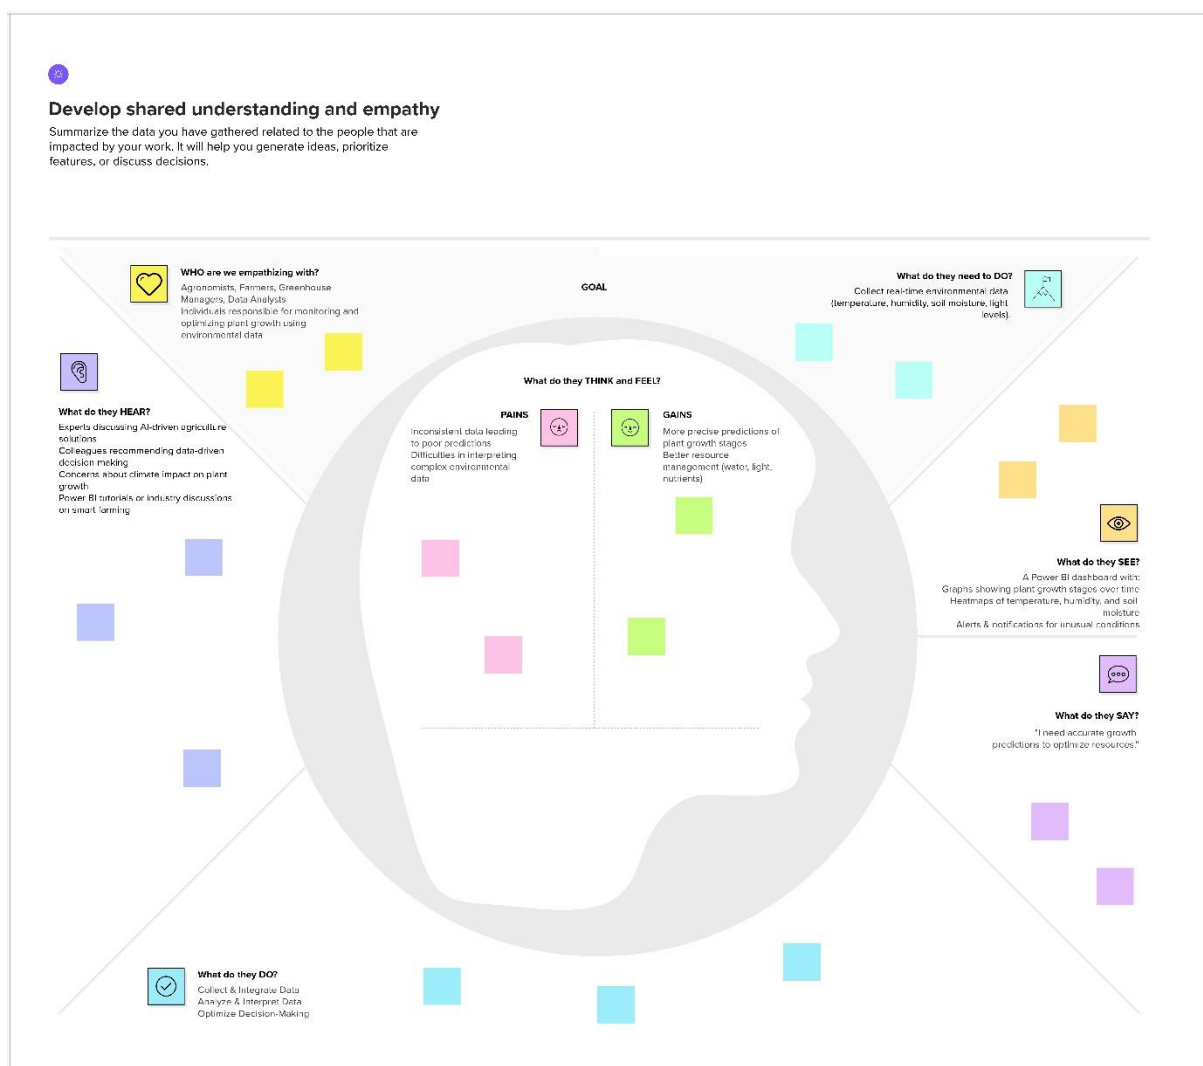 Develop shared understanding and empathy
Summarize the data you have gathered related to the people that are
impacted by your work. It will help you generate ideas, prioritize
features, or discuss decisions.
WHO are we empathizing with?
Agronomists, Farmers, Greenhouse
Managers, Data Analysts
Individuals responsible for monitoring and
optimizing plant growth using
environmental data
GOAL
What do they need to DO?
Collect real-time environmental data
(temperature, humidity, soil moisture, light
levels).
What do they HEAR?
Experts discussing AI-driven agriculture
solutions
Colleagues recommending data-driven
decision making
Concerns about climate impact on plant
growth
Power BI tutorials or industry discussions
on smart farming
What do they THINK and FEEL?
PAINS
Inconsistent data leading
to poor predictions
Difficulties in interpreting
complex environmental
data
GAINS
More precise predictions of
plant growth stages
Better resource
management (water, light,
nutrients)
What do they SEE?
A Power BI dashboard with:
Graphs showing plant growth stages over time
Heatmaps of temperature, humidity, and soil
moisture
Alerts & notifications for unusual conditions
What do they SAY?
"I need accurate growth
predictions to optimize resources."
What do they DO?
Collect & Integrate Data
Analyze & Interpret Data
Optimize Decision-Making